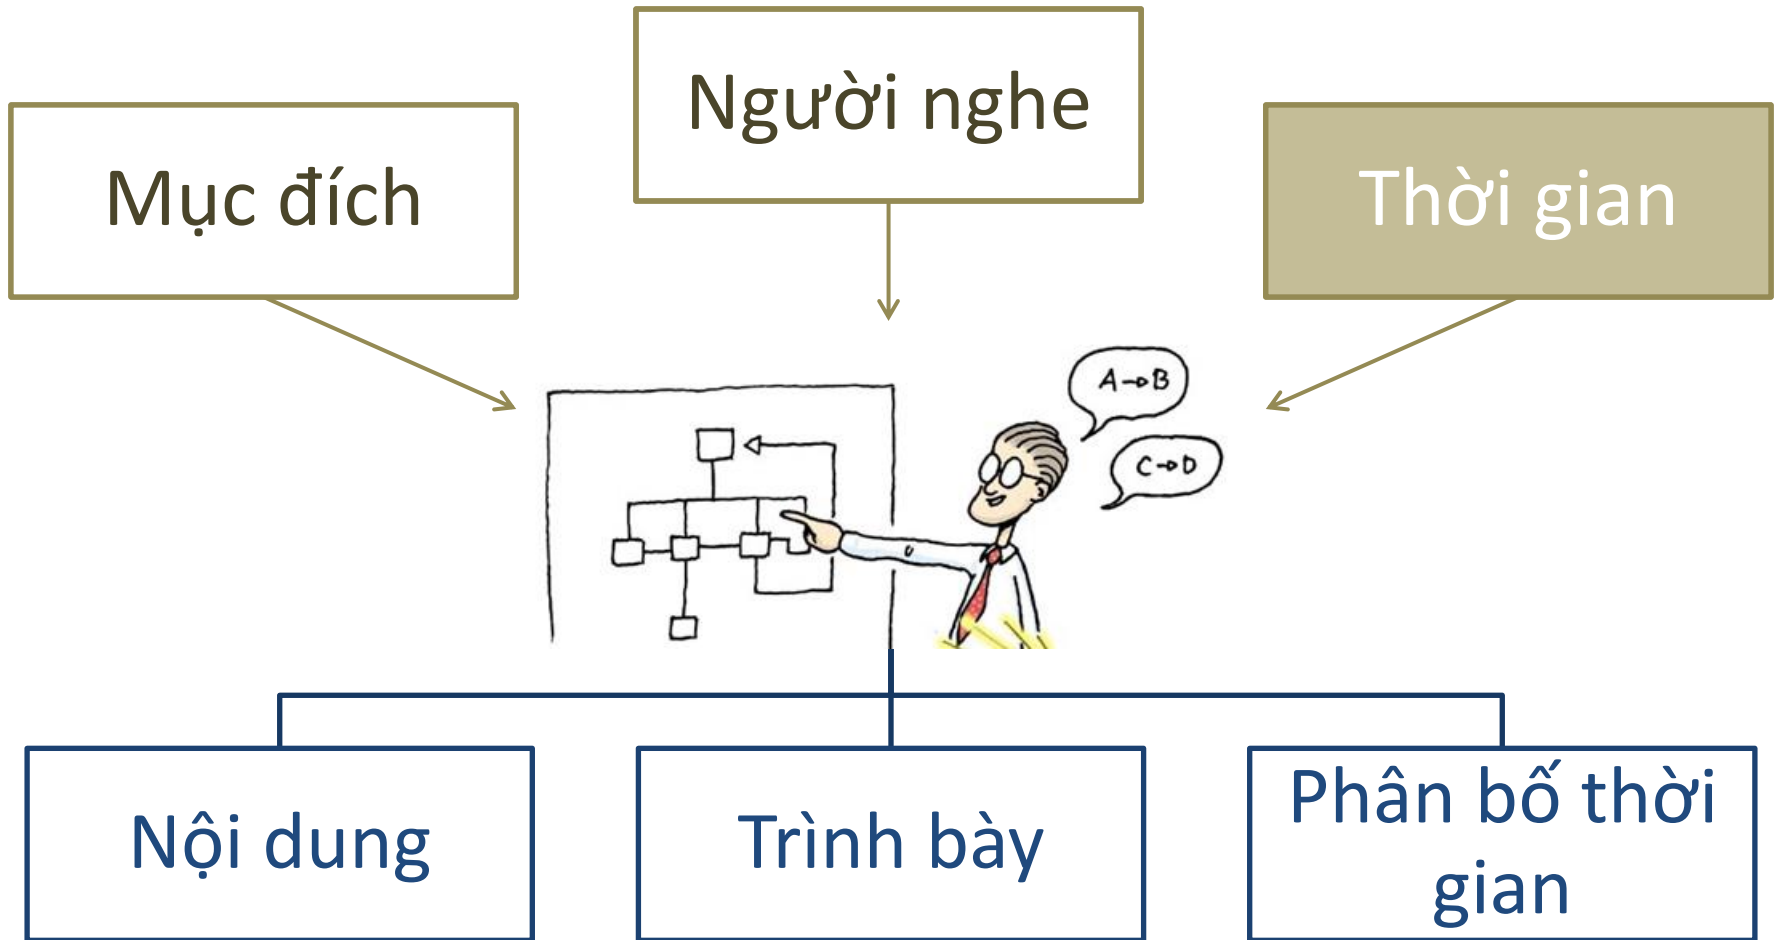 Người nghe
Mục đích
Thời gian
A→B
C→D
Nội dung
Trình bày
Phân bố thời
gian